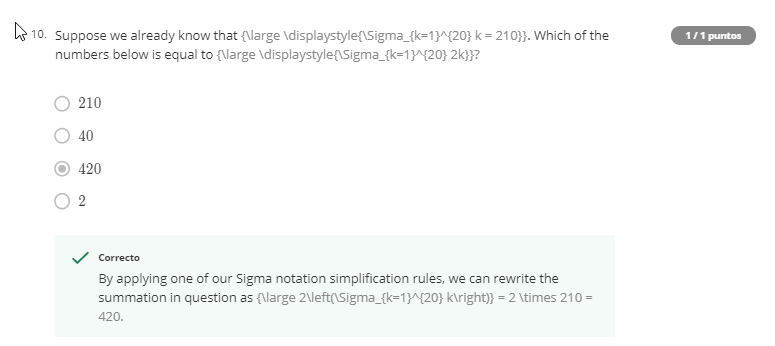 10. Suppose we already know that {\large \displaystyle{\Sigma_{k=1}^{20} k = 210}}. Which of the
1 / 1 puntos
numbers below is equal to {\large \displaystyle{\Sigma_{k=1}^{20} 2k}}?
210
40
420
2
Correcto
By applying one of our Sigma notation simplification rules, we can rewrite the
summation in question as {\large 2\left(\Sigma_{k=1}^{20} k\right)} = 2 \times 210 =
420.